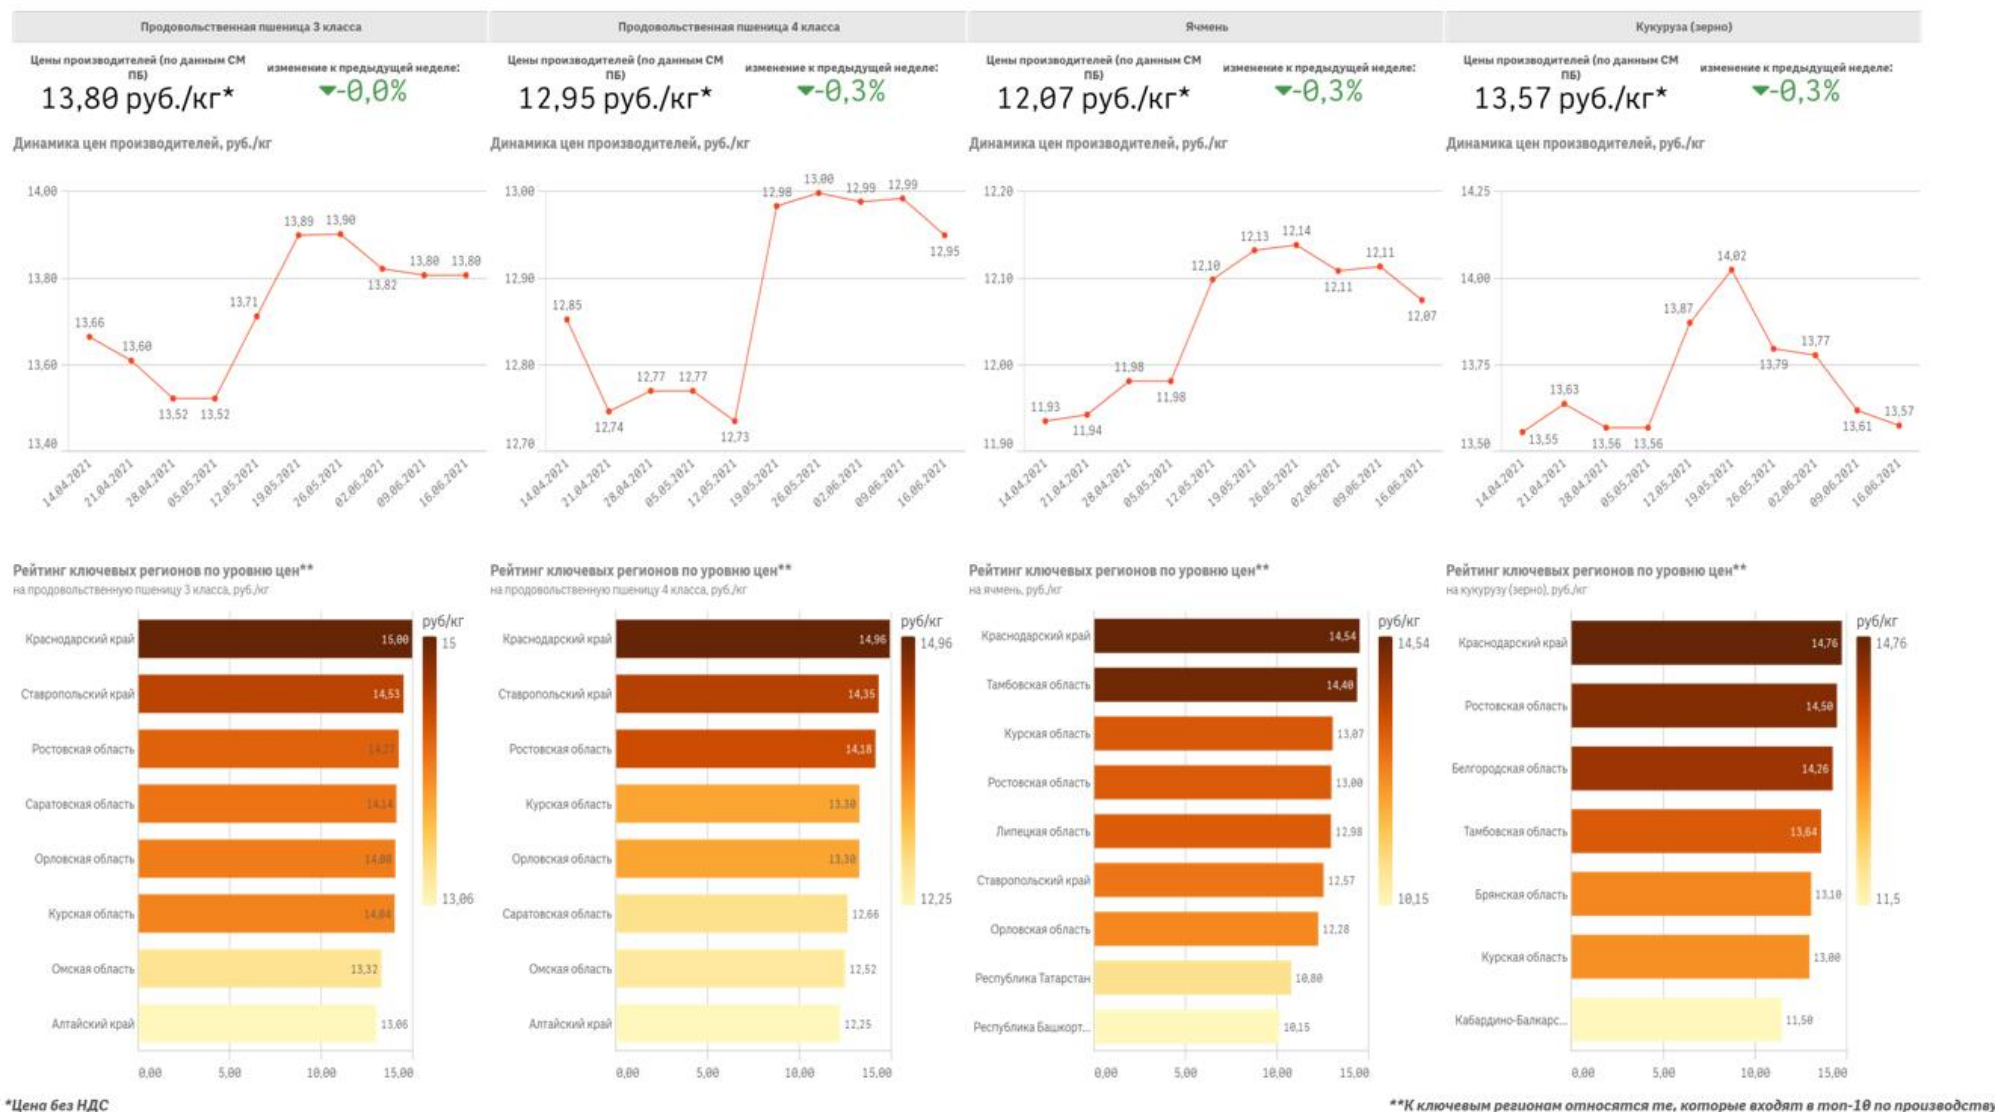 Продовольственная пшеница 3 класса
Цены производителей (по данным СМ ПБ)
13,80 руб./кг*
изменение к предыдущей неделе:
-0,0%
Динамика цен производителей, руб./кг
14,00
13,80
13,60
13,40
13,66
13,60
13,52
13,52
13,71
13,89
13,90
13,82
13,80
13,80
14.04.2021
21.04.2021
28.04.2021
05.05.2021
12.05.2021
19.05.2021
26.05.2021
02.06.2021
09.06.2021
16.06.2021
Продовольственная пшеница 4 класса
Цены производителей (по данным СМ ПБ)
12,95 руб./кг*
изменение к предыдущей неделе:
-0,3%
Динамика цен производителей, руб./кг
13,00
12,90
12,80
12,70
12,85
12,74
12,77
12,77
12,73
12,98
13,00
12,99
12,99
12,95
14.04.2021
21.04.2021
28.04.2021
05.05.2021
12.05.2021
19.05.2021
26.05.2021
02.06.2021
09.06.2021
16.06.2021
Ячмень
Цены производителей (по данным СМ ПБ)
12,07 руб./кг*
изменение к предыдущей неделе:
-0,3%
Динамика цен производителей, руб./кг
12,20
12,10
12,00
11,90
11,93
11,94
11,98
11,98
12,10
12,13
12,14
12,11
12,11
12,07
14.04.2021
21.04.2021
28.04.2021
05.05.2021
12.05.2021
19.05.2021
26.05.2021
02.06.2021
09.06.2021
16.06.2021
Кукуруза (зерно)
Цены производителей (по данным СМ ПБ)
13,57 руб./кг*
изменение к предыдущей неделе:
-0,3%
Динамика цен производителей, руб./кг
14,25
14,00
13,75
13,50
13,55
13,63
13,56
13,56
13,87
14,02
13,79
13,77
13,61
13,57
14.04.2021
21.04.2021
28.04.2021
05.05.2021
12.05.2021
19.05.2021
26.05.2021
02.06.2021
09.06.2021
16.06.2021
Рейтинг ключевых регионов по уровню цен**
на продовольственную пшеницу 3 класса, руб./кг
Краснодарский край 15,00
Ставропольский край 14,53
Ростовская область
Саратовская область 14,14
Орловская область 14,08
Курская область 14,04
Омская область 13,32
Алтайский край 13,06
0,00 5,00 10,00 15,00
руб/кг
15
13,06
Рейтинг ключевых регионов по уровню цен**
на продовольственную пшеницу 4 класса, руб./кг
Краснодарский край 14,96
Ставропольский край 14,35
Ростовская область 14,18
Курская область 13,30
Орловская область 13,30
Саратовская область 12,66
Омская область 12,52
Алтайский край 12,25
0,00 5,00 10,00 15,00
руб/кг
14,96
12,25
Рейтинг ключевых регионов по уровню цен**
на ячмень, руб./кг
Краснодарский край 14,54
Тамбовская область 14,40
Курская область 13,07
Ростовская область 13,00
Липецкая область 12,98
Ставропольский край 12,57
Орловская область 12,28
Республика Татарстан 10,80
Республика Башкорт... 10,15
0,00 5,00 10,00 15,00
руб/кг
14,54
10,15
Рейтинг ключевых регионов по уровню цен**
на кукурузу (зерно), руб./кг
Краснодарский край 14,76
Ростовская область 14,50
Белгородская область 14,26
Тамбовская область 13,64
Брянская область 13,10
Курская область 13,00
Кабардино-Балкарс... 11,50
0,00 5,00 10,00 15,00
руб/кг
14,76
11,5
*Цена без НДС
**К ключевым регионам относятся те, которые входят в топ-10 по производству